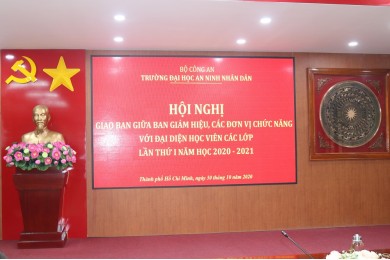 BỘ CÔNG AN
TRƯỜNG ĐẠI HỌC AN NINH NHÂN DÂN
HỘI NGHỊ
GIAO BAN GIỮA BAN GIÁM HIỆU, CÁC ĐƠN VỊ CHỨC NĂNG
VỚI ĐẠI DIỆN HỌC VIÊN CÁC LỚP
LẦN THỨ I NĂM HỌC 2020 - 2021
Thành phố Hồ Chí Minh, ngày 30 tháng 10 năm 2020